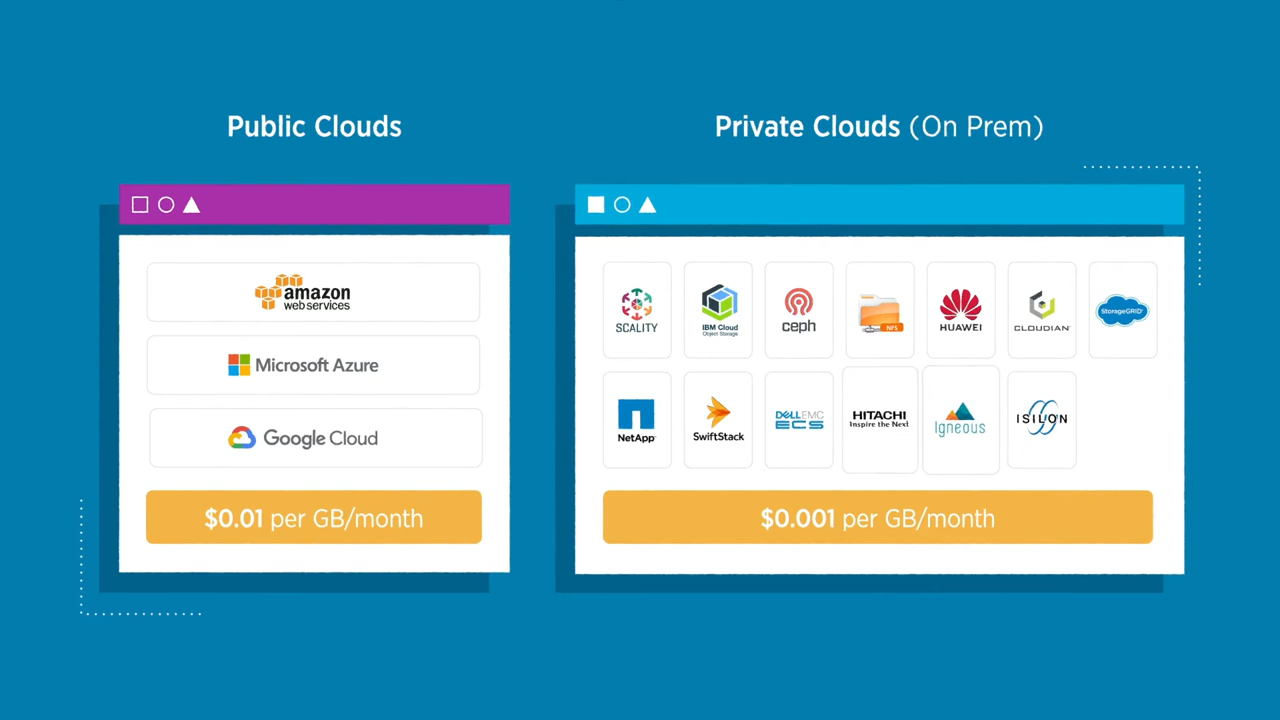 Public Clouds
Private Clouds (On Prem)
amazon
web services
Microsoft Azure
Google Cloud
$0.01 per GB/month
SCALITY
IBM Cloud
Object Storage
ceph
NFS
HUAWEI
CLOUDIAN
StorageGRID
NetApp
SwiftStack
DELLEMC
ECS
HITACHI
Inspire the Next
Igneous
ISILON
$0.001 per GB/month